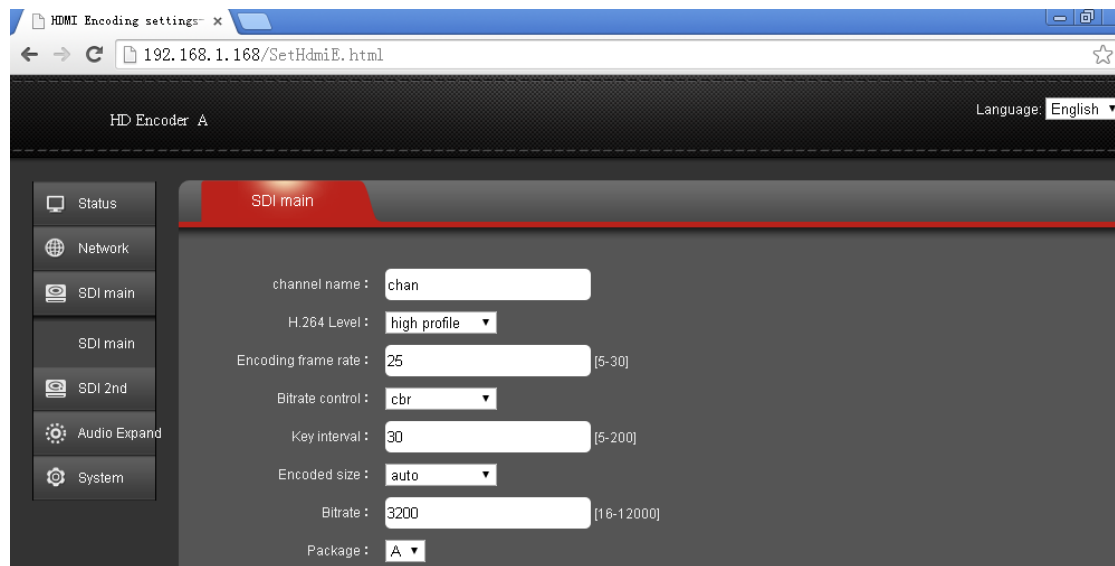 HDMI Encoding settings-
192.168.1.168/SetHdmiE.html
HD Encoder A
Language: English
Status
Network
SDI main
SDI main
SDI 2nd
Audio Expand
System
SDI main
channel name: chan
H.264 Level: high profile
Encoding frame rate: 25 [5-30]
Bitrate control: cbr
Key interval: 30 [5-200]
Encoded size: auto
Bitrate: 3200 [16-12000]
Package: A